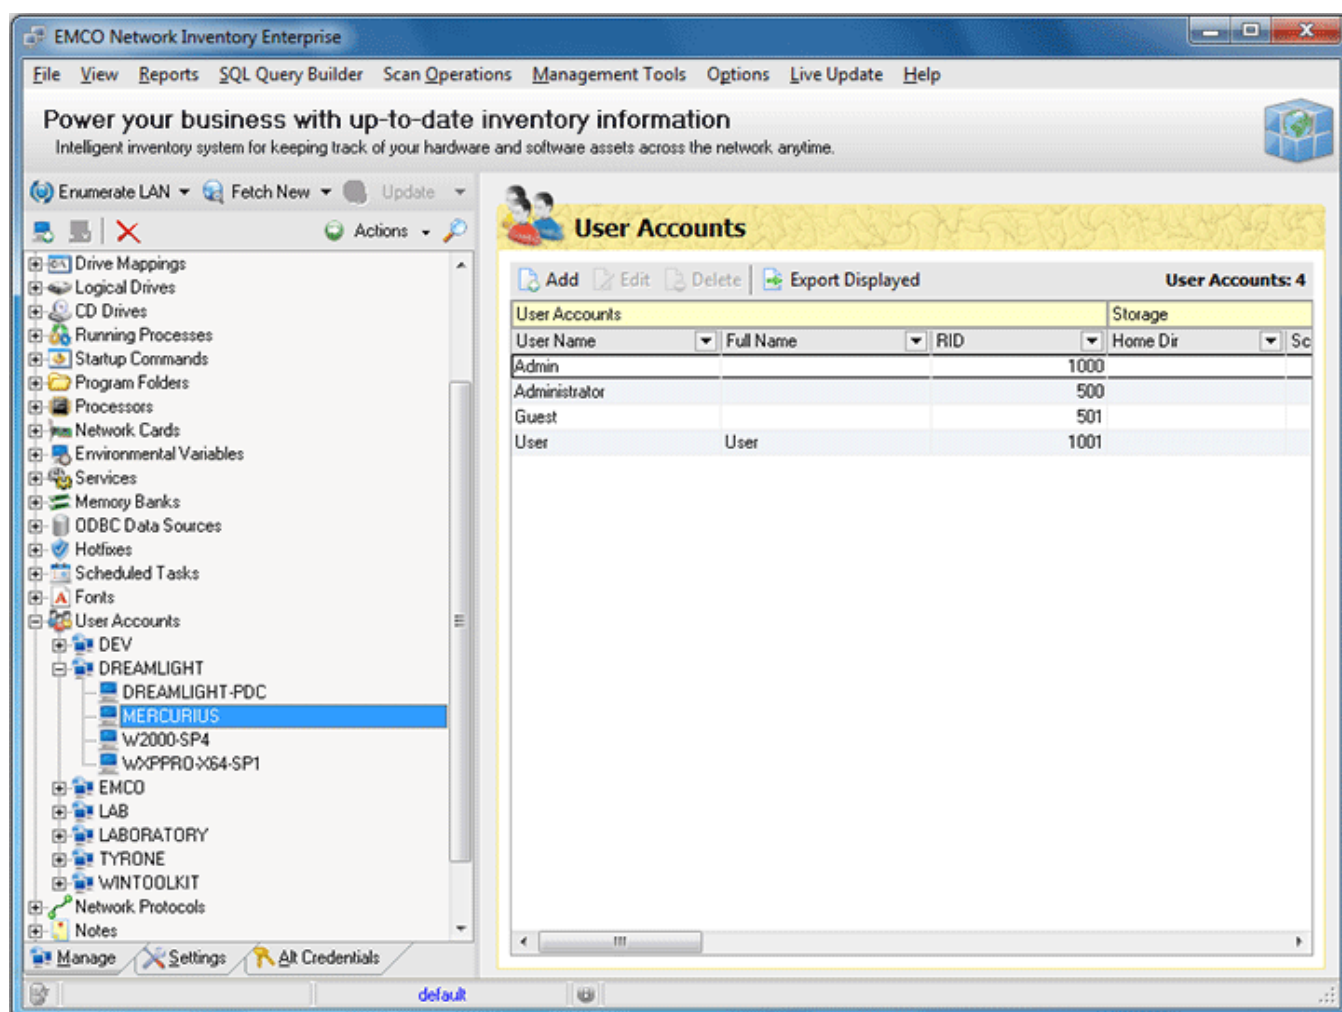 EMCO Network Inventory Enterprise
File View Reports SQL Query Builder Scan Operations Management Tools Options Live Update Help
Power your business with up-to-date inventory information
Intelligent inventory system for keeping track of your hardware and software assets across the network anytime.
Enumerate LAN Fetch New Update
Actions
Drive Mappings
Logical Drives
CD Drives
Running Processes
Startup Commands
Program Folders
Processors
Network Cards
Environmental Variables
Services
Memory Banks
ODBC Data Sources
Hotfixes
Scheduled Tasks
Fonts
User Accounts
DEV
DREAMLIGHT
DREAMLIGHT-PDC
MERCURIUS
W2000-SP4
WXPPRO-X64-SP1
EMCO
LAB
LABORATORY
TYRONE
WINTOOLKIT
Network Protocols
Notes
Manage Settings Alt Credentials
User Accounts
Add Edit Delete Export Displayed User Accounts: 4
User Accounts Storage
User Name Full Name RID Home Dir Sc
Admin 1000
Administrator 500
Guest 501
User User 1001
default